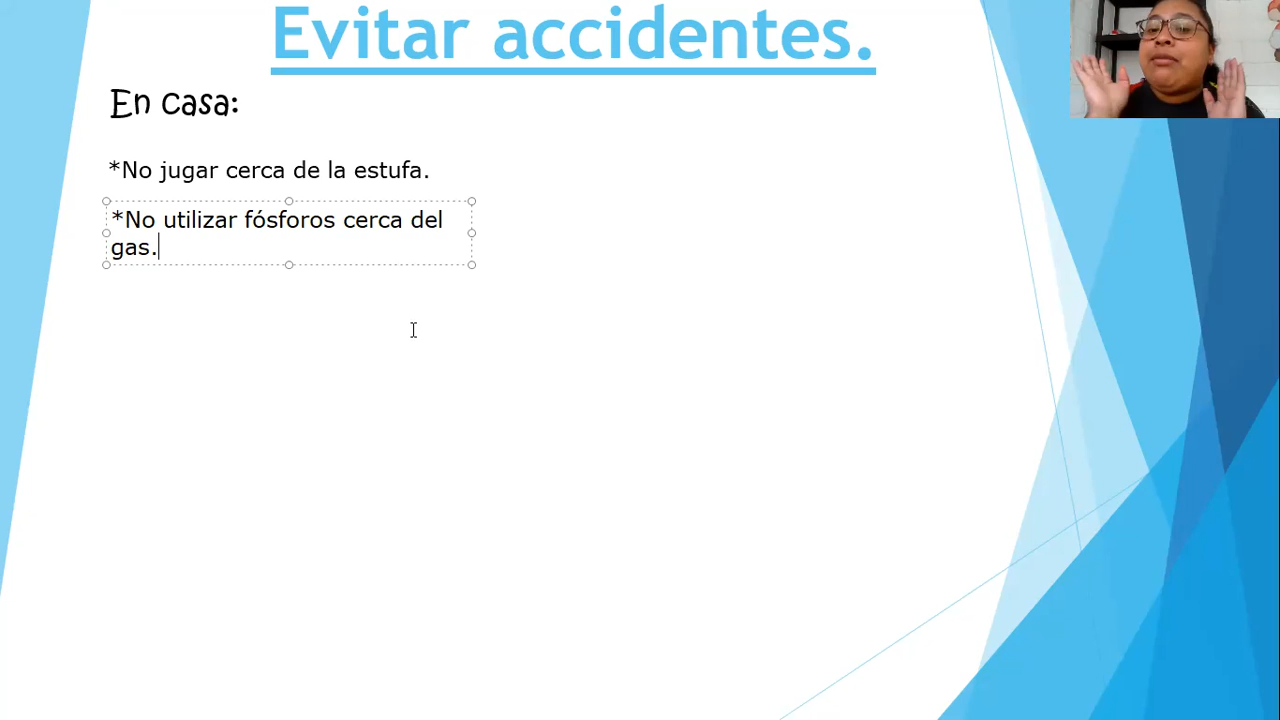 Evitar accidentes.
En casa:
*No jugar cerca de la estufa.
*No utilizar fósforos cerca del
gas.